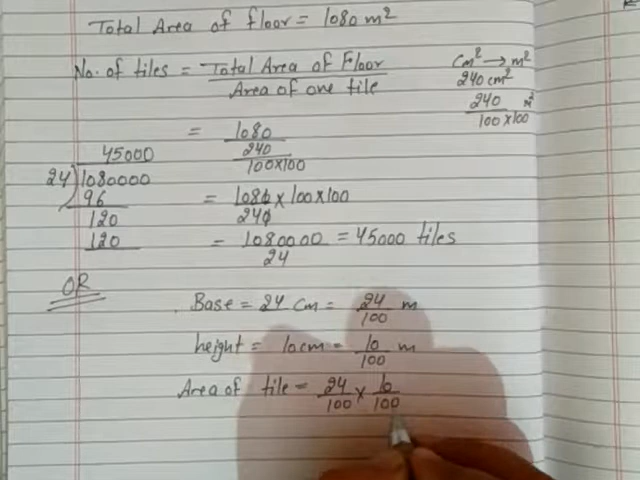 Total Area of floor = 1080 m²
No. of tiles = Total Area of Floor / Area of one tile
cm² → m²
240 cm²
240 / 100×100 m²
= 1080 / 240 / 100×100
45000
24)1080000
96
120
120
= 1080 × 100×100 / 240
= 1080000 / 24 = 45000 tiles
OR
Base = 24 cm = 24/100 m
height = 10cm = 10/100 m
Area of tile = 24/100 × 10/100